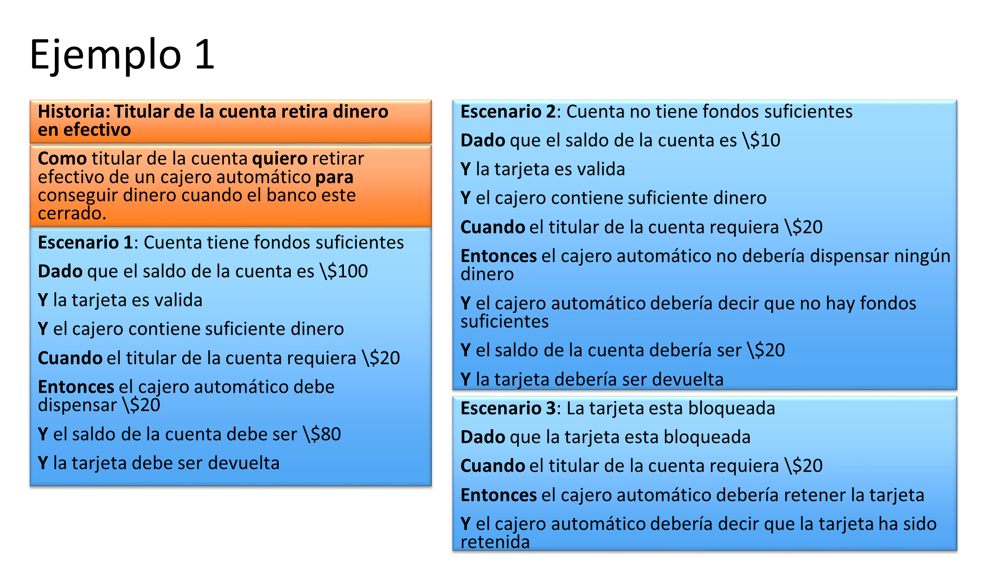 Ejemplo 1
Historia: Titular de la cuenta retira dinero
en efectivo
Como titular de la cuenta quiero retirar
efectivo de un cajero automático para
conseguir dinero cuando el banco este
cerrado.
Escenario 1: Cuenta tiene fondos suficientes
Dado que el saldo de la cuenta es \$100
Y la tarjeta es valida
Y el cajero contiene suficiente dinero
Cuando el titular de la cuenta requiera \$20
Entonces el cajero automático debe
dispensar \$20
Y el saldo de la cuenta debe ser \$80
Y la tarjeta debe ser devuelta
Escenario 2: Cuenta no tiene fondos suficientes
Dado que el saldo de la cuenta es \$10
Y la tarjeta es valida
Y el cajero contiene suficiente dinero
Cuando el titular de la cuenta requiera \$20
Entonces el cajero automático no debería dispensar ningún
dinero
Y el cajero automático debería decir que no hay fondos
suficientes
Y el saldo de la cuenta debería ser \$20
Y la tarjeta debería ser devuelta
Escenario 3: La tarjeta esta bloqueada
Dado que la tarjeta esta bloqueada
Cuando el titular de la cuenta requiera \$20
Entonces el cajero automático debería retener la tarjeta
Y el cajero automático debería decir que la tarjeta ha sido
retenida